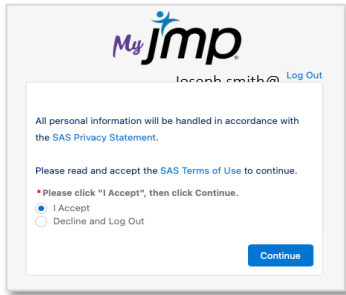 My jmp
Joseph smith@ Log Out
All personal information will be handled in accordance with
the SAS Privacy Statement.
Please read and accept the SAS Terms of Use to continue.
*Please click "I Accept", then click Continue.
I Accept
Decline and Log Out
Continue